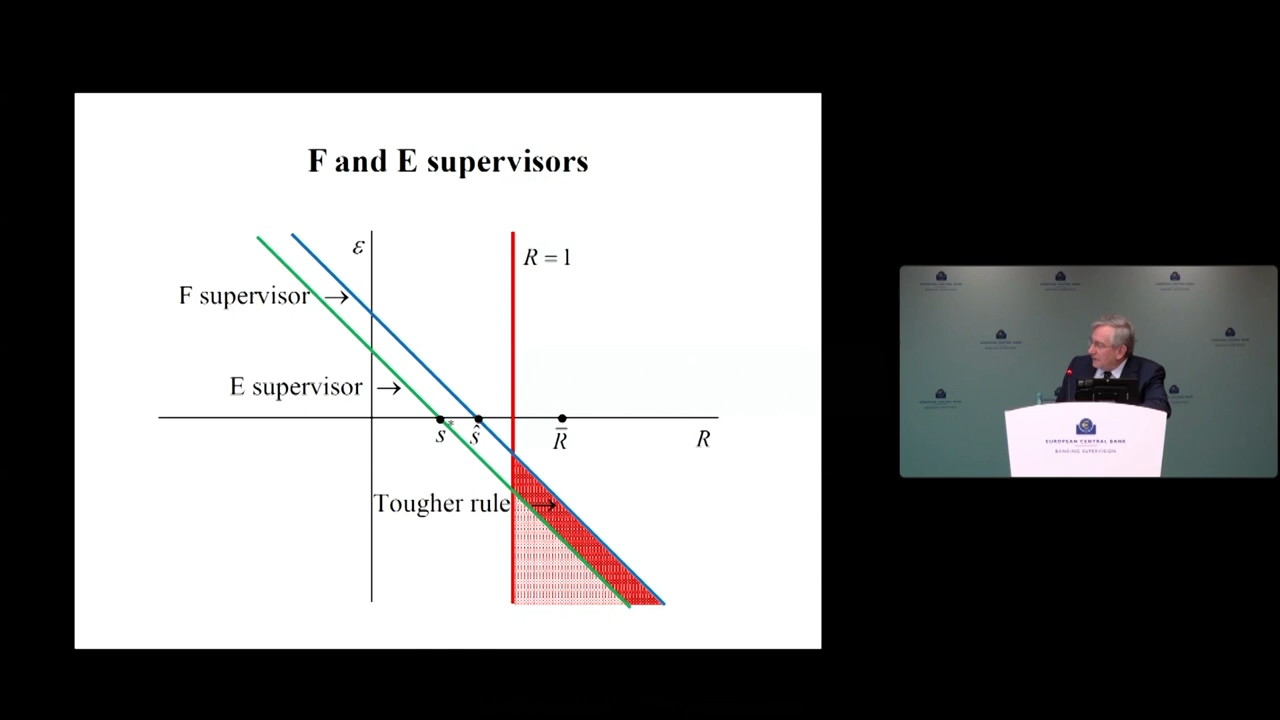 F and E supervisors
ε
R = 1
F supervisor →
E supervisor →
s*
ŝ
R̄
R
Tougher rule →
EUROPEAN CENTRAL BANK
BANKING SUPERVISION